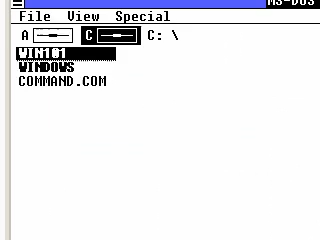 MS-DOS
File View Special
A C C: \
WIN101
WINDOWS
COMMAND.COM